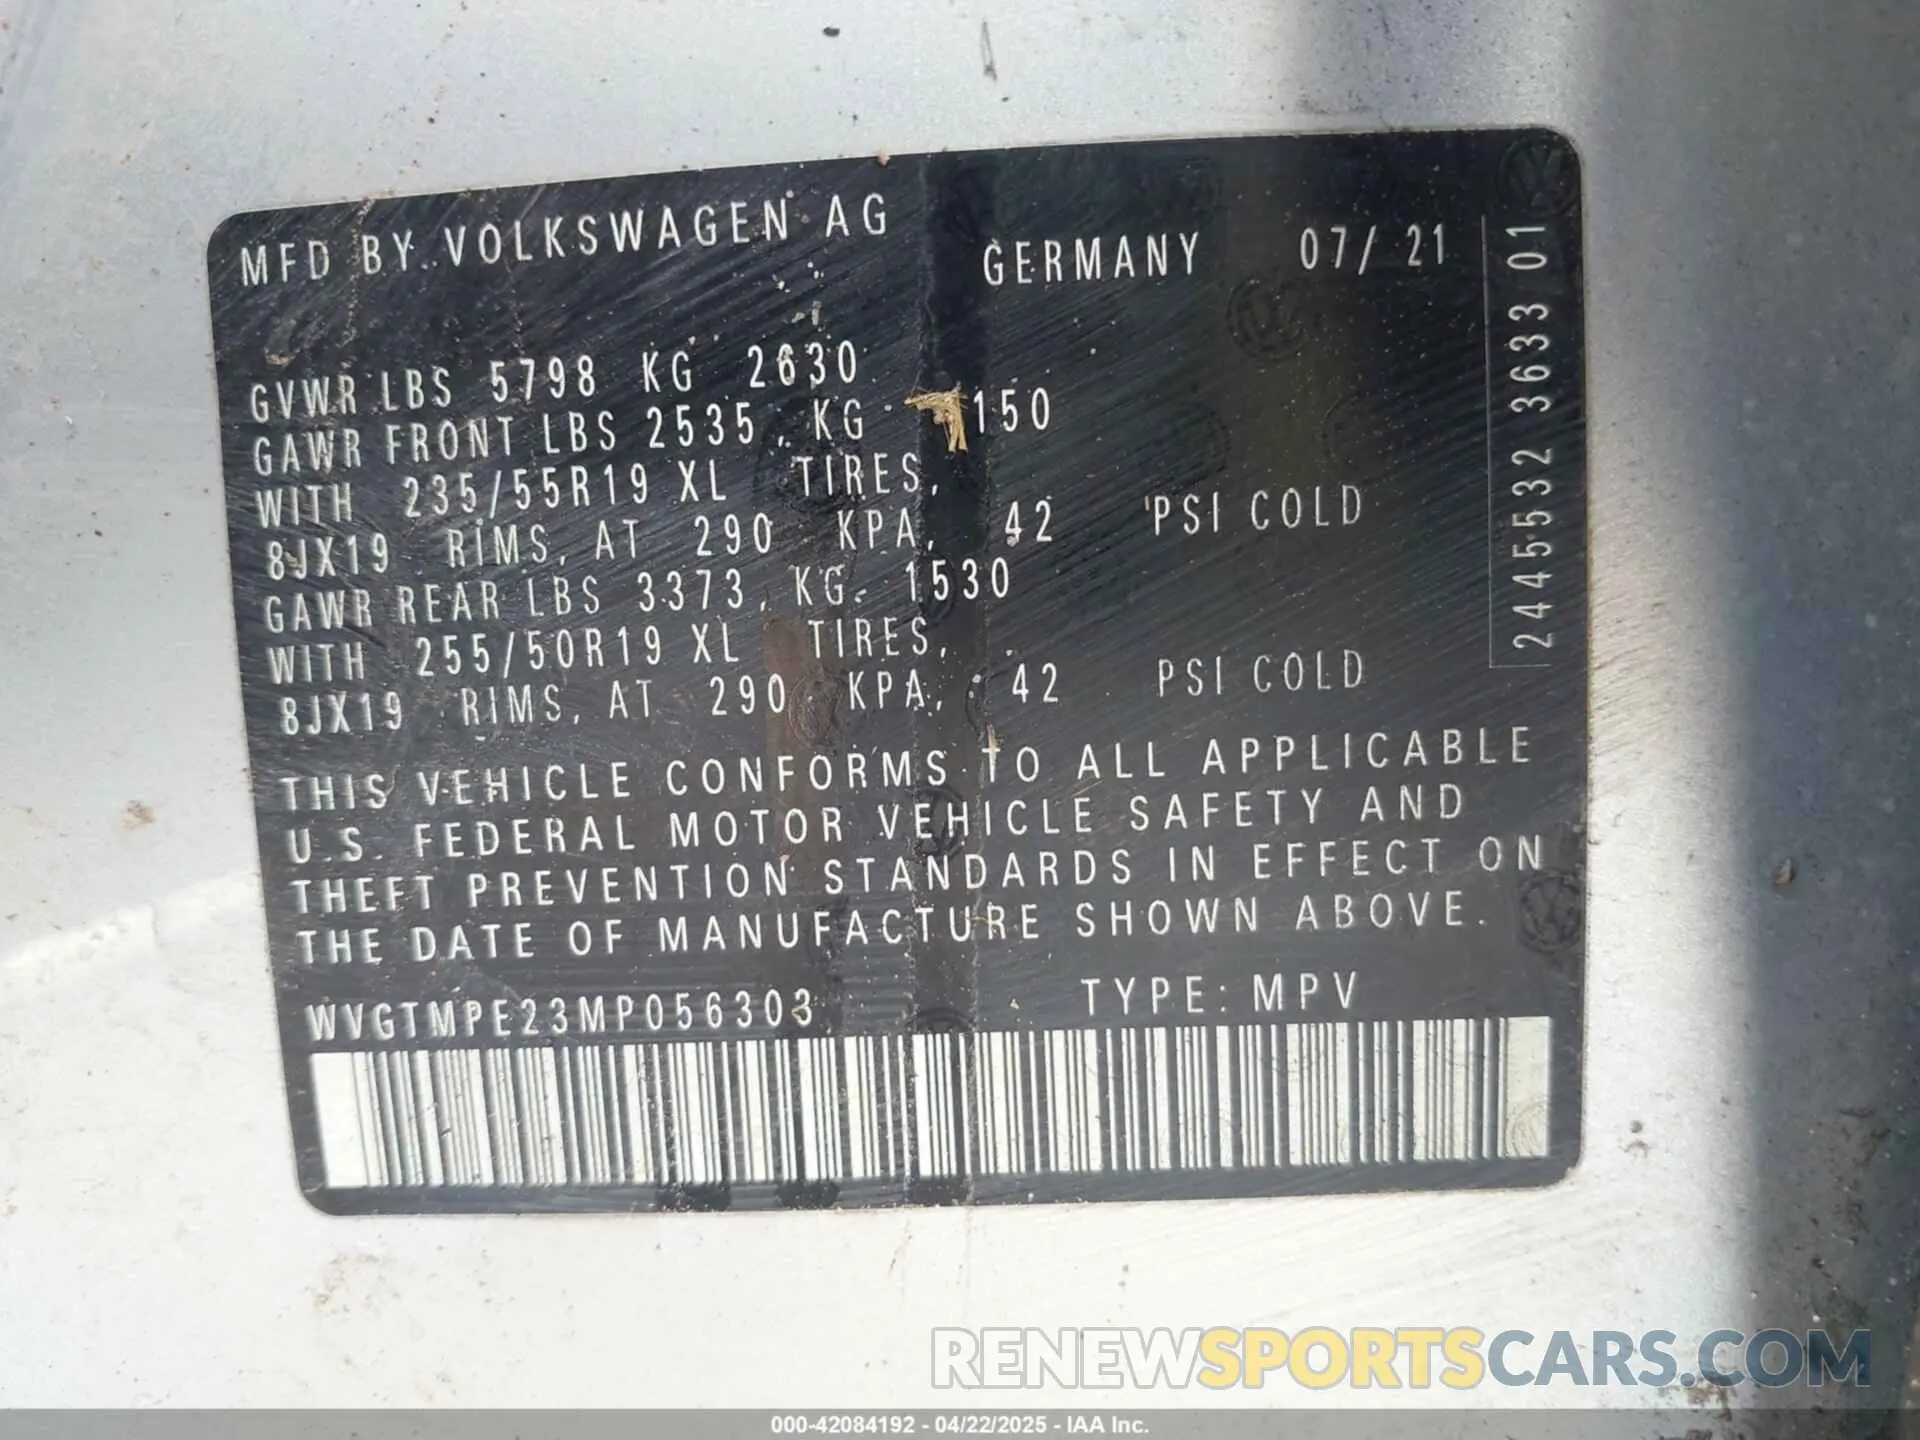 MFD BY VOLKSWAGEN AG GERMANY 07/ 21
GVWR LBS 5798 KG 2630
GAWR FRONT LBS 2535, KG 150
WITH 235/55R19 XL TIRES,
8JX19 RIMS, AT 290 KPA, 42 PSI COLD
GAWR REAR LBS 3373, KG 1530
WITH 255/50R19 XL TIRES,
8JX19 RIMS, AT 290 KPA, 42 PSI COLD
THIS VEHICLE CONFORMS TO ALL APPLICABLE
U.S. FEDERAL MOTOR VEHICLE SAFETY AND
THEFT PREVENTION STANDARDS IN EFFECT ON
THE DATE OF MANUFACTURE SHOWN ABOVE.
WVGTMPE23MP056303 TYPE: MPV
2445532 3633 01
RENEWSPORTSCARS.COM
000-42084192 - 04/22/2025 - IAA Inc.